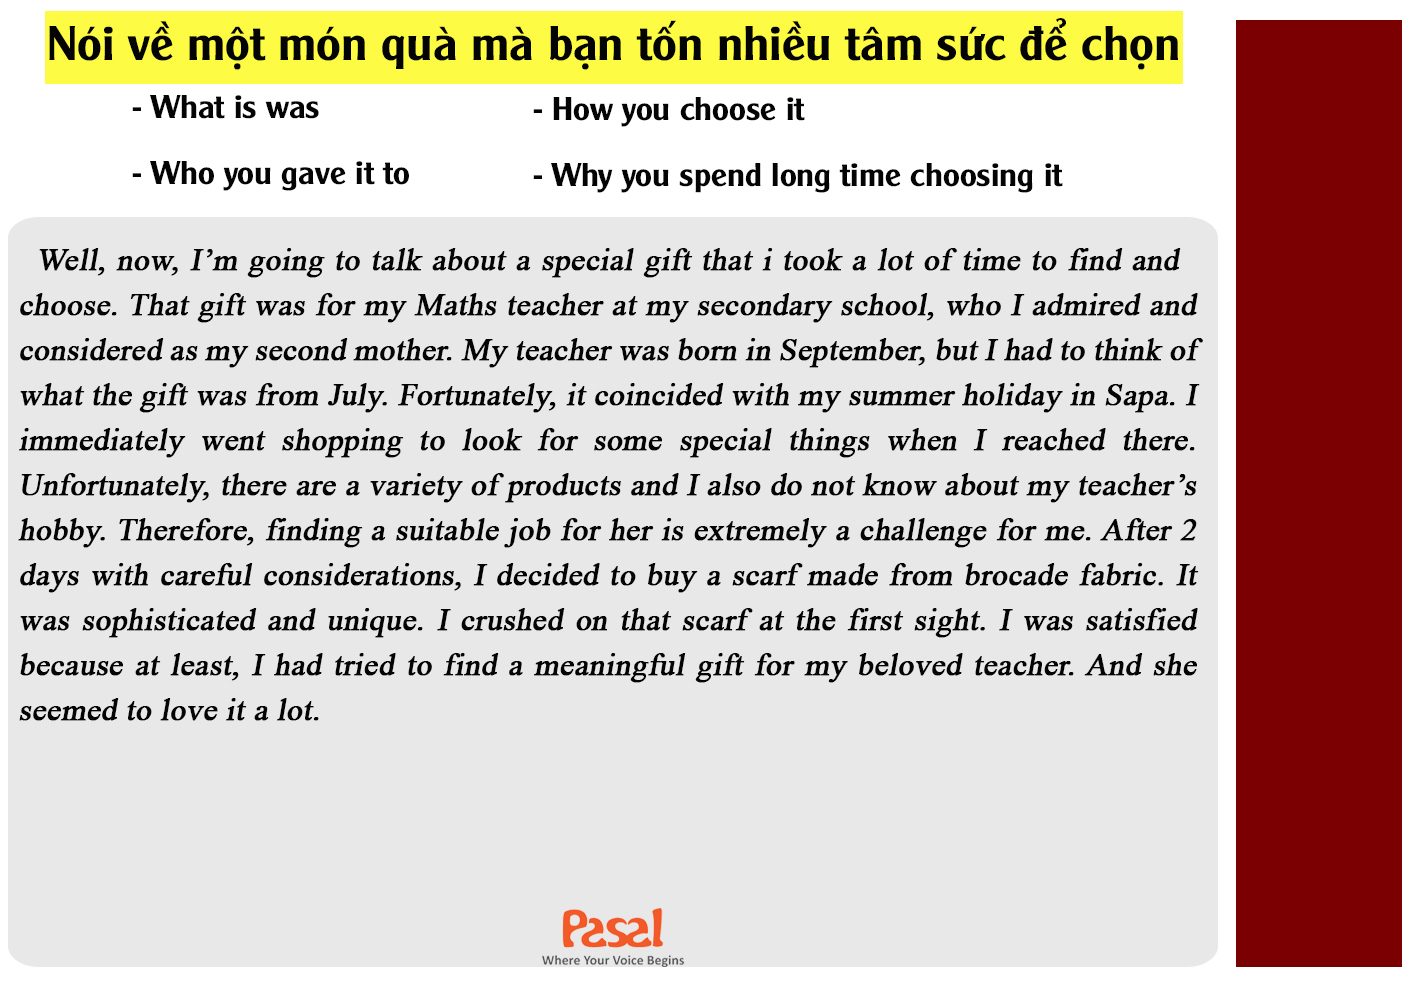 Nói về một món quà mà bạn tốn nhiều tâm sức để chọn
- What is was
- How you choose it
- Who you gave it to
- Why you spend long time choosing it
Well, now, I'm going to talk about a special gift that i took a lot of time to find and
choose. That gift was for my Maths teacher at my secondary school, who I admired and
considered as my second mother. My teacher was born in September, but I had to think of
what the gift was from July. Fortunately, it coincided with my summer holiday in Sapa. I
immediately went shopping to look for some special things when I reached there.
Unfortunately, there are a variety of products and I also do not know about my teacher's
hobby. Therefore, finding a suitable job for her is extremely a challenge for me. After 2
days with careful considerations, I decided to buy a scarf made from brocade fabric. It
was sophisticated and unique. I crushed on that scarf at the first sight. I was satisfied
because at least, I had tried to find a meaningful gift for my beloved teacher. And she
seemed to love it a lot.
Pasal
Where Your Voice Begins